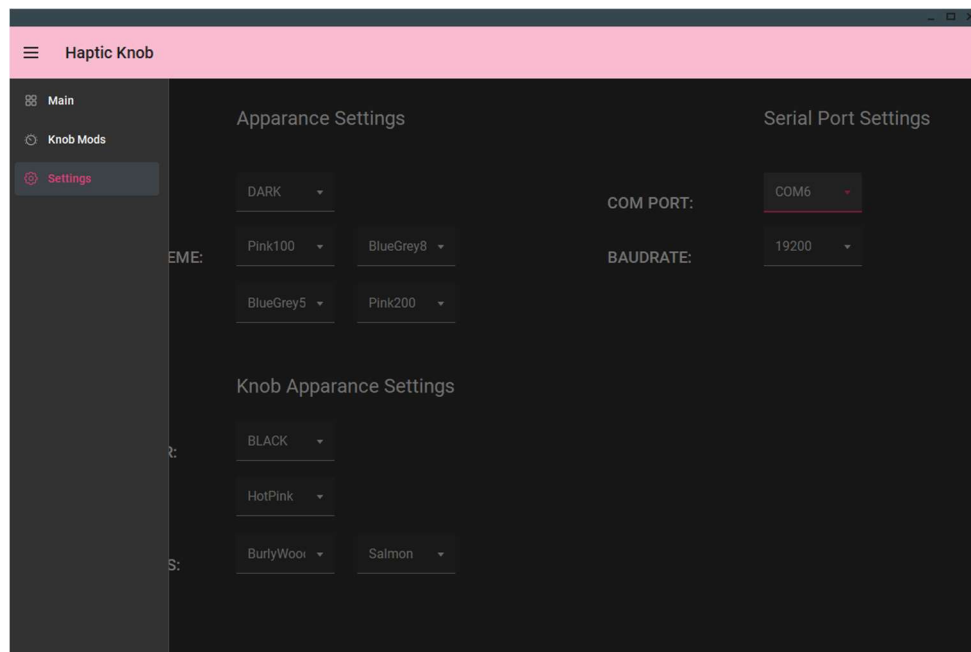 Haptic Knob
Main
Knob Mods
Settings
Apparance Settings
DARK
EME:
Pink100
BlueGrey8
BlueGrey5
Pink200
Knob Apparance Settings
R:
BLACK
HotPink
S:
BurlyWoo
Salmon
Serial Port Settings
COM PORT:
COM6
BAUDRATE:
19200